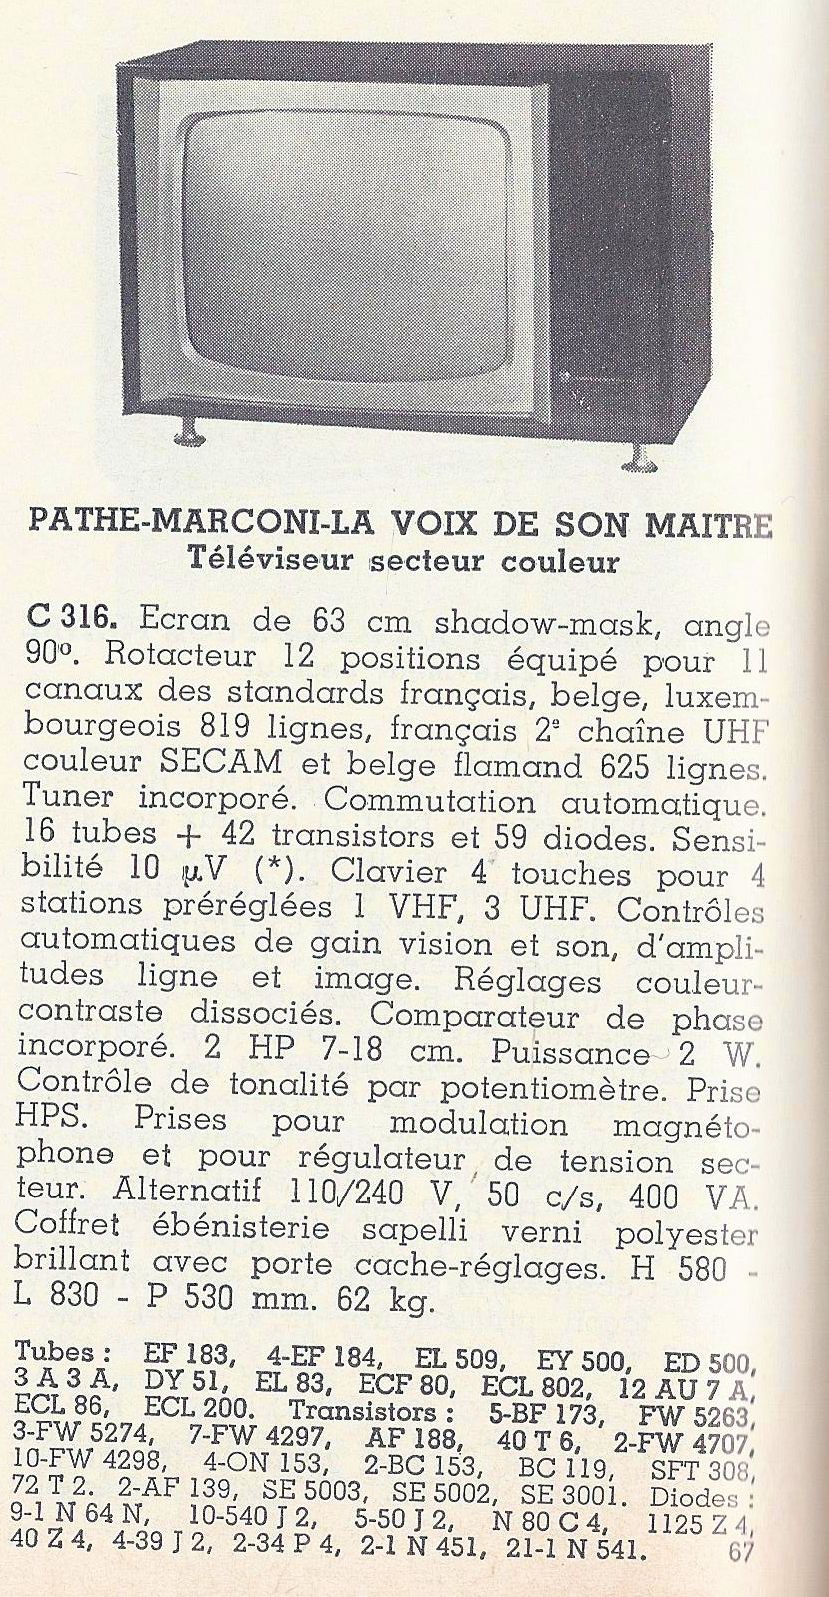 PATHE-MARCONI-LA VOIX DE SON MAITRE
Téléviseur secteur couleur
C 316. Ecran de 63 cm shadow-mask, angle
90º. Rotacteur 12 positions équipé pour 11
canaux des standards français, belge, luxem-
bourgeois 819 lignes, français 2ᵉ chaîne UHF
couleur SECAM et belge flamand 625 lignes.
Tuner incorporé. Commutation automatique.
16 tubes + 42 transistors et 59 diodes. Sensi-
bilité 10 µV (*). Clavier 4 touches pour 4
stations préréglées 1 VHF, 3 UHF. Contrôles
automatiques de gain vision et son, d'ampli-
tudes ligne et image. Réglages couleur-
contraste dissociés. Comparateur de phase
incorporé. 2 HP 7-18 cm. Puissance 2 W.
Contrôle de tonalité par potentiomètre. Prise
HPS. Prises pour modulation magnéto-
phone et pour régulateur de tension sec-
teur. Alternatif 110/240 V, 50 c/s, 400 VA.
Coffret ébénisterie sapelli verni polyester
brillant avec porte cache-réglages. H 580 -
L 830 - P 530 mm. 62 kg.
Tubes : EF 183, 4-EF 184, EL 509, EY 500, ED 500,
3 A 3 A, DY 51, EL 83, ECF 80, ECL 802, 12 AU 7 A,
ECL 86, ECL 200. Transistors : 5-BF 173, FW 5263,
3-FW 5274, 7-FW 4297, AF 188, 40 T 6, 2-FW 4707,
10-FW 4298, 4-ON 153, 2-BC 153, BC 119, SFT 308,
72 T 2. 2-AF 139, SE 5003, SE 5002, SE 3001. Diodes :
9-1 N 64 N, 10-540 J 2, 5-50 J 2, N 80 C 4, 1125 Z 4,
40 Z 4, 4-39 J 2, 2-34 P 4, 2-1 N 451, 21-1 N 541. 67